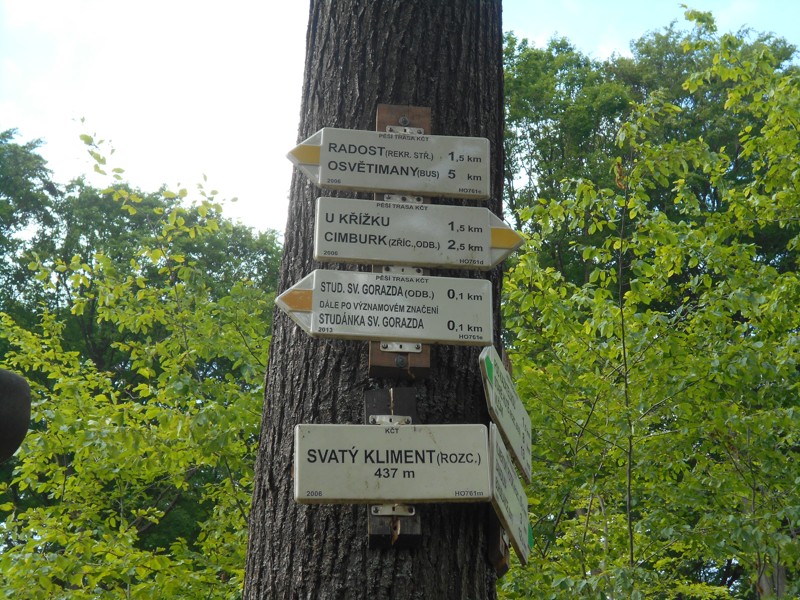 PĚŠÍ TRASA KČT
RADOST (REKR. STŘ.) 1,5 KM
OSVĚTIMANY (BUS) 5 KM
2006 HO761e
PĚŠÍ TRASA KČT
U KŘÍŽKU 1,5 KM
CIMBURK (ZŘÍC.,ODB.) 2,5 KM
2006 HO761d
PĚŠÍ TRASA KČT
STUD. SV. GORAZDA (ODB.) 0,1 KM
DÁLE PO VÝZNAMOVÉM ZNAČENÍ
STUDÁNKA SV. GORAZDA 0,1 KM
2013 HO761e
KČT
SVATÝ KLIMENT (ROZC.)
437 m
2006 HO761m